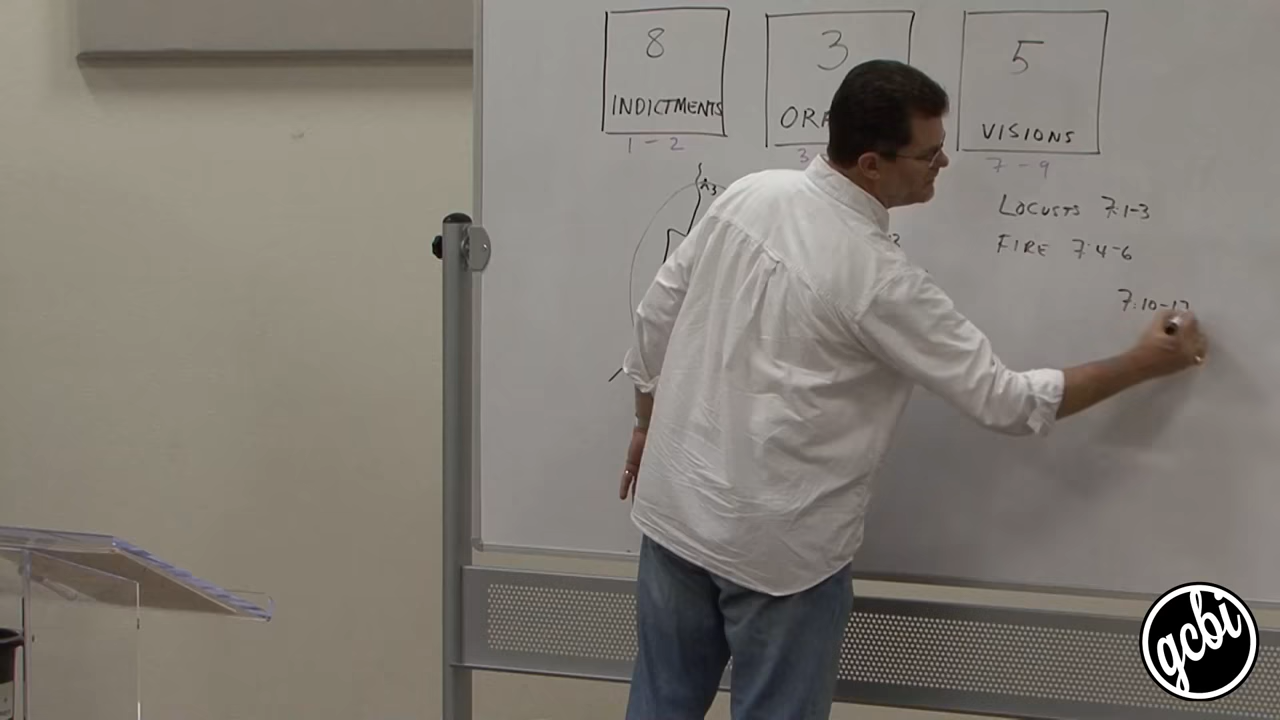 8
INDICTMENTS
1 - 2
3
5
VISIONS
7 - 9
A3
LOCUSTS 7:1-3
FIRE 7:4-6
7:10-17
gcbi